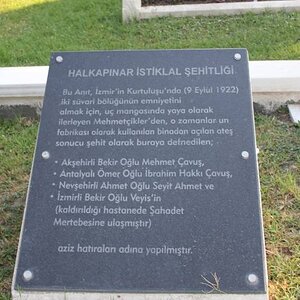 HALKAPINAR İSTİKLAL ŞEHİTLİĞİ
Bu Anıt, İzmir'in Kurtuluşu'nda (9 Eylül 1922)
iki süvari bölüğünün emniyetini
almak için, uç mangasında yaya olarak
ilerleyen Mehmetçikler'den, o zamanlar un
fabrikası olarak kullanılan binadan açılan ateş
sonucu şehit olarak buraya defnedilen;
• Akşehirli Bekir Oğlu Mehmet Çavuş,
• Antalyalı Ömer Oğlu İbrahim Hakkı Çavuş,
• Nevşehirli Ahmet Oğlu Seyit Ahmet ve
• İzmirli Bekir Oğlu Veyis'in
(kaldırıldığı hastanede Şahadet
Mertebesine ulaşmıştır)
aziz hatıraları adına yapılmıştır.